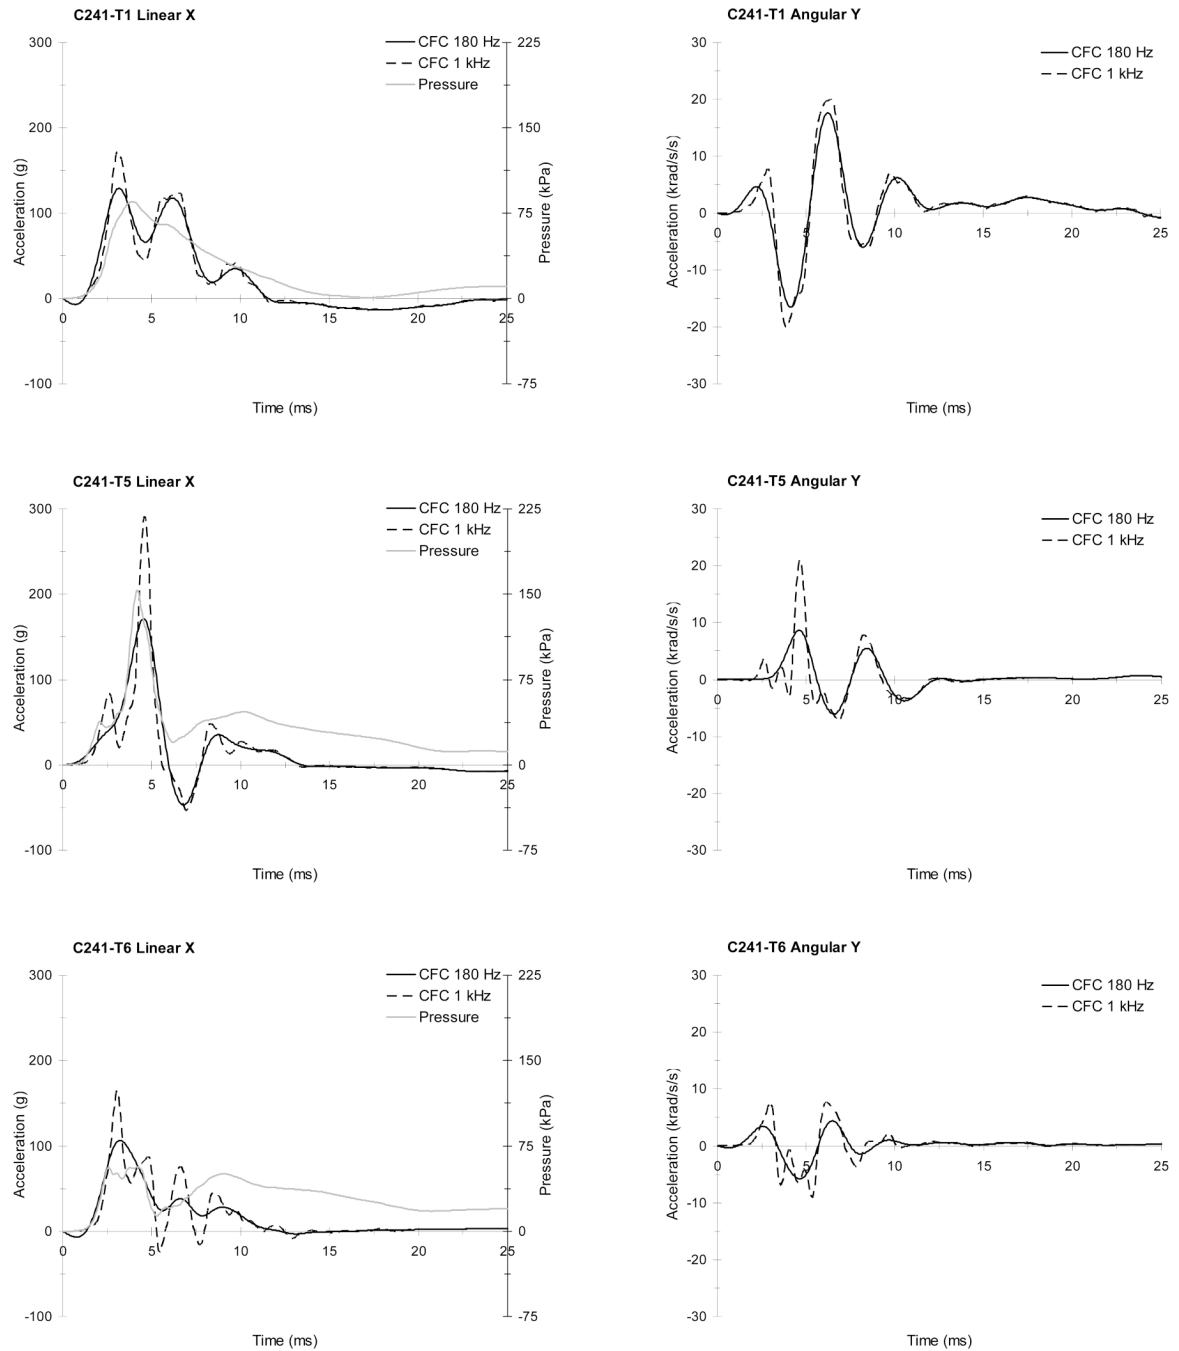 C241-T1 Linear X
300
200
100
0
-100
225
150
75
0
-75
0 5 10 15 20 25
Acceleration (g)
Pressure (kPa)
Time (ms)
CFC 180 Hz
CFC 1 kHz
Pressure
C241-T1 Angular Y
30
20
10
0
-10
-20
-30
0 5 10 15 20 25
Acceleration (krad/s/s)
Time (ms)
CFC 180 Hz
CFC 1 kHz
C241-T5 Linear X
300
200
100
0
-100
225
150
75
0
-75
0 5 10 15 20 25
Acceleration (g)
Pressure (kPa)
Time (ms)
CFC 180 Hz
CFC 1 kHz
Pressure
C241-T5 Angular Y
30
20
10
0
-10
-20
-30
0 5 10 15 20 25
Acceleration (krad/s/s)
Time (ms)
CFC 180 Hz
CFC 1 kHz
C241-T6 Linear X
300
200
100
0
-100
225
150
75
0
-75
0 5 10 15 20 25
Acceleration (g)
Pressure (kPa)
Time (ms)
CFC 180 Hz
CFC 1 kHz
Pressure
C241-T6 Angular Y
30
20
10
0
-10
-20
-30
0 5 10 15 20 25
Acceleration (krad/s/s)
Time (ms)
CFC 180 Hz
CFC 1 kHz